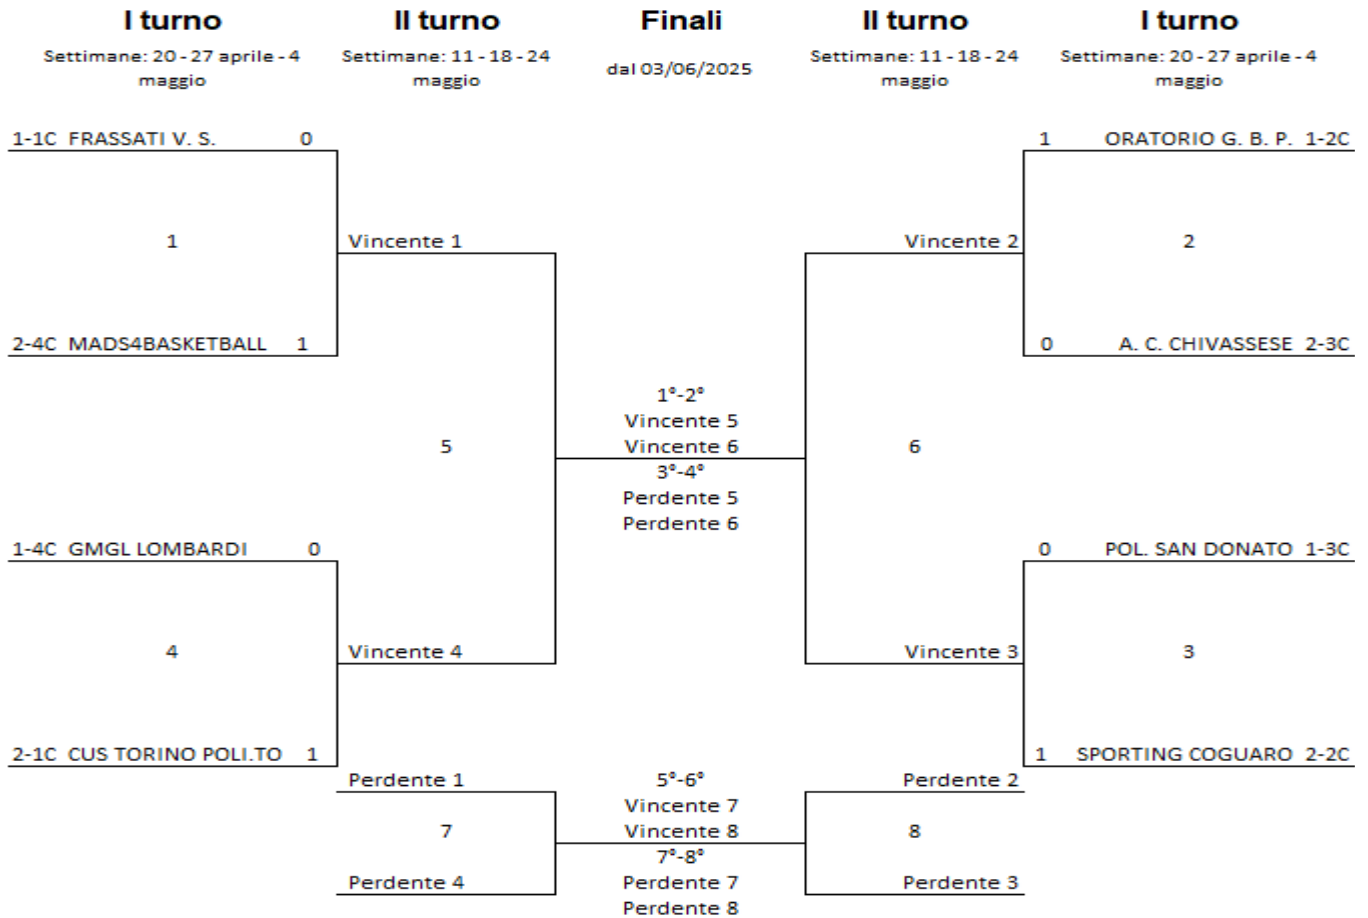 I turno II turno Finali II turno I turno
Settimane: 20 - 27 aprile - 4 maggio
Settimane: 11 - 18 - 24 maggio
dal 03/06/2025
Settimane: 11 - 18 - 24 maggio
Settimane: 20 - 27 aprile - 4 maggio
1-1C FRASSATI V. S. 0
1 ORATORIO G. B. P. 1-2C
1 Vincente 1
Vincente 2 2
2-4C MADS4BASKETBALL 1
0 A. C. CHIVASSESE 2-3C
1°-2°
Vincente 5
5 Vincente 6 6
3°-4°
Perdente 5
Perdente 6
1-4C GMGL LOMBARDI 0
0 POL. SAN DONATO 1-3C
4 Vincente 4
Vincente 3 3
2-1C CUS TORINO POLI.TO 1
1 SPORTING COGUARO 2-2C
Perdente 1 5°-6° Perdente 2
Vincente 7
7 Vincente 8 8
7°-8°
Perdente 4 Perdente 7 Perdente 3
Perdente 8